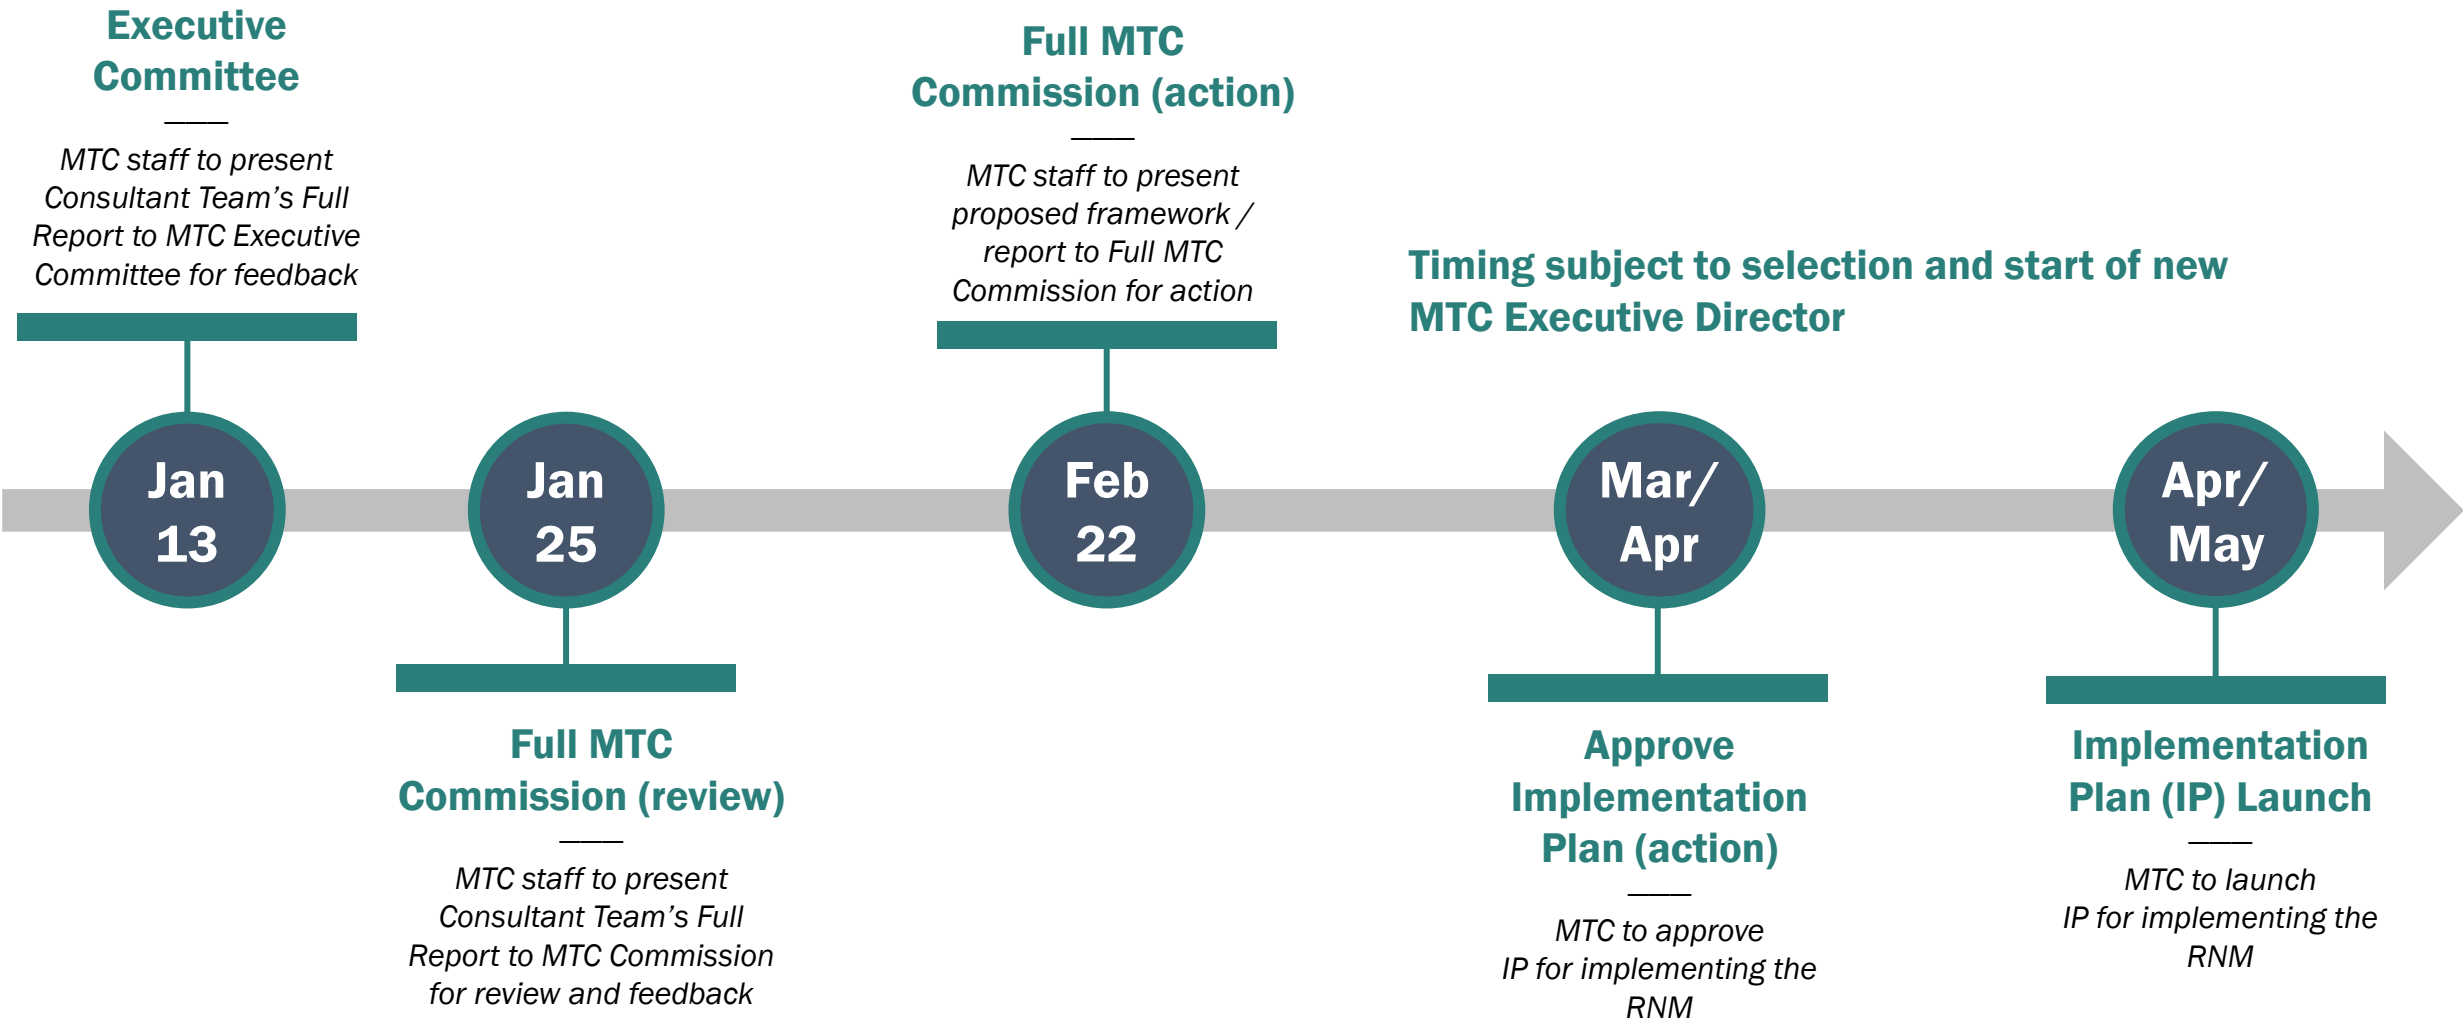 Executive
Committee
MTC staff to present
Consultant Team's Full
Report to MTC Executive
Committee for feedback
Jan
13
Jan
25
Full MTC
Commission (review)
MTC staff to present
Consultant Team's Full
Report to MTC Commission
for review and feedback
Full MTC
Commission (action)
MTC staff to present
proposed framework /
report to Full MTC
Commission for action
Feb
22
Timing subject to selection and start of new
MTC Executive Director
Mar/
Apr
Approve
Implementation
Plan (action)
MTC to approve
IP for implementing the
RNM
Apr/
May
Implementation
Plan (IP) Launch
MTC to launch
IP for implementing the
RNM